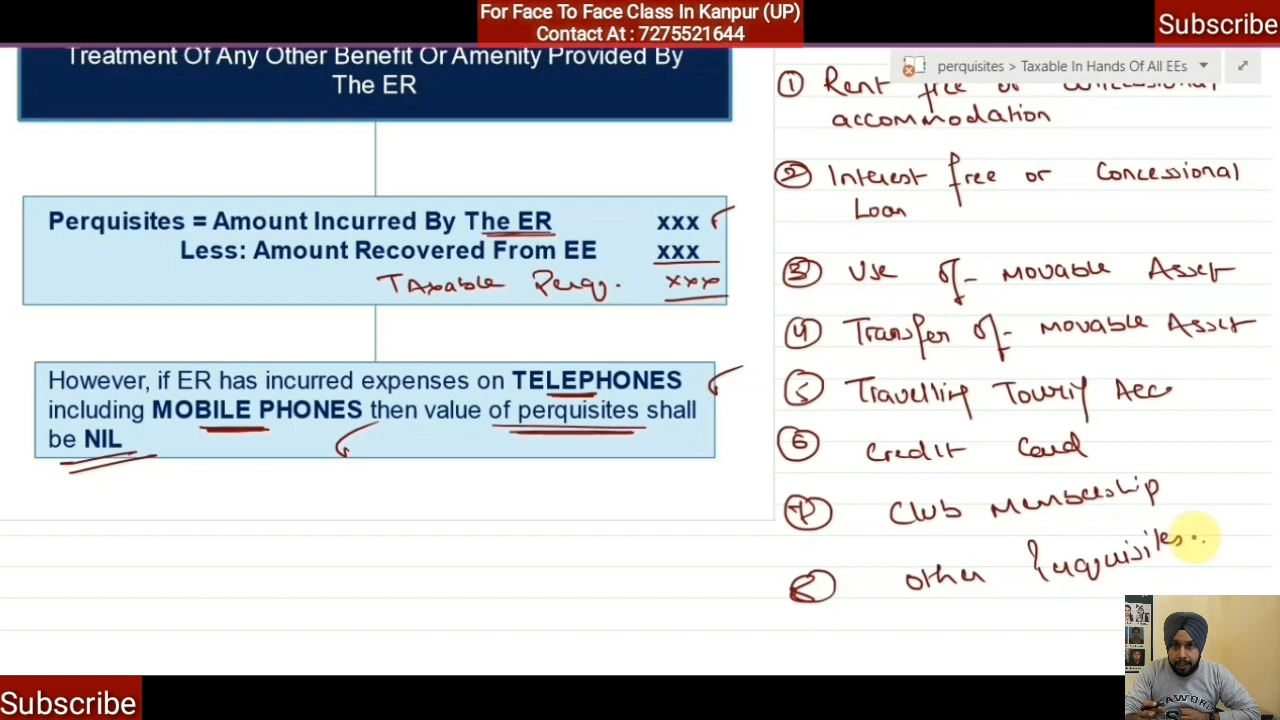 For Face To Face Class In Kanpur (UP)
Contact At : 7275521644
Subscribe
Treatment Of Any Other Benefit Or Amenity Provided By
The ER
Perquisites = Amount Incurred By The ER xxx
Less: Amount Recovered From EE xxx
Taxable Perq. xxx
However, if ER has incurred expenses on TELEPHONES
including MOBILE PHONES then value of perquisites shall
be NIL
perquisites > Taxable In Hands Of All EEs
① Rent free or concessional
accommodation
② Interest free or Concessional
Loan
③ Use of movable Asset
④ Transfer of movable Asset
⑤ Travelling Touring Acc
⑥ Credit Card
⑦ Club Membership
⑧ other Perquisites..
Subscribe